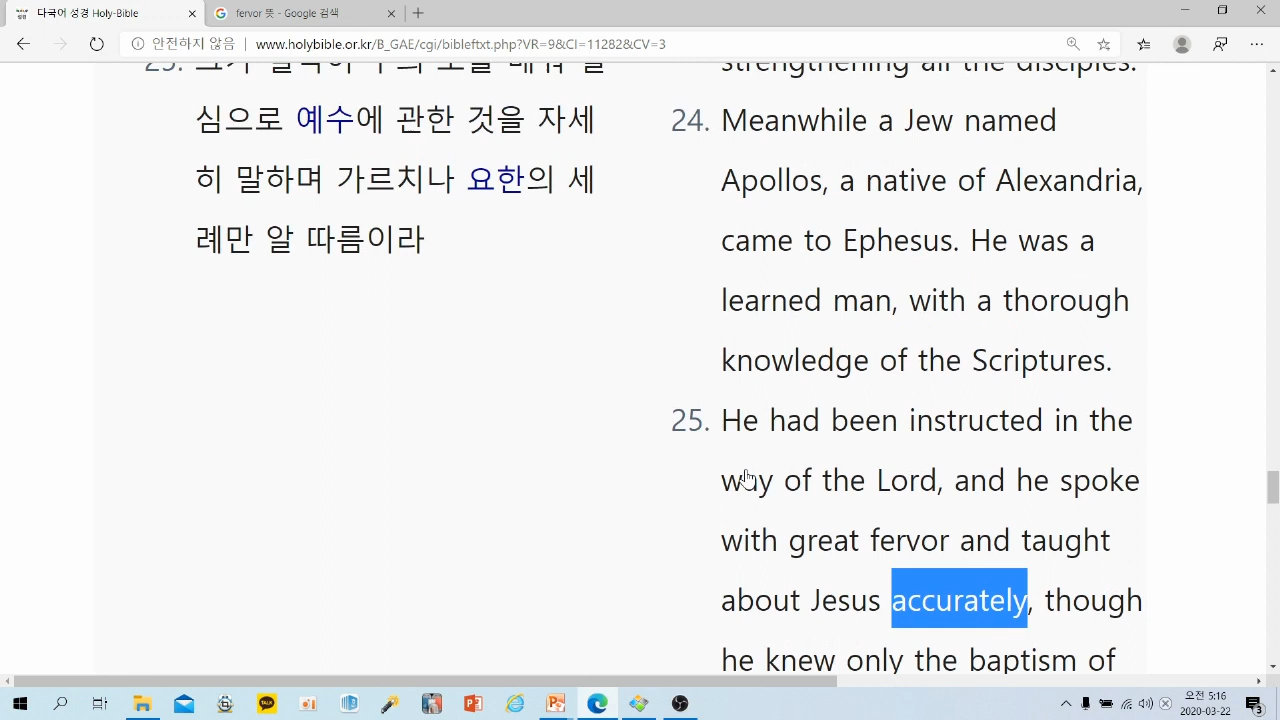 다국어 성경 Holy-Bible
fervor 뜻 - Google 검색
안전하지 않음
www.holybible.or.kr/B_GAE/cgi/bibleftxt.php?VR=9&CI=11282&CV=3
심으로 예수에 관한 것을 자세
히 말하며 가르치나 요한의 세
례만 알 따름이라
strengthening all the disciples.
24. Meanwhile a Jew named
Apollos, a native of Alexandria,
came to Ephesus. He was a
learned man, with a thorough
knowledge of the Scriptures.
25. He had been instructed in the
way of the Lord, and he spoke
with great fervor and taught
about Jesus accurately, though
he knew only the baptism of
TALK
오전 5:16
2020-03-22
3